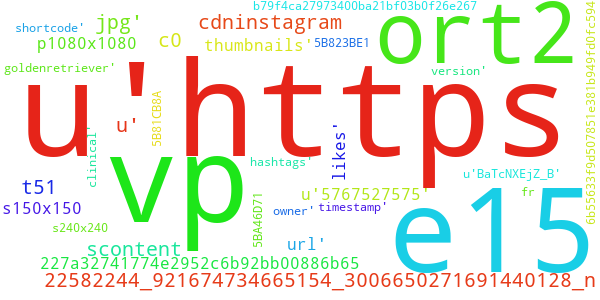 b79f4ca27973400ba21bf03b0f26e267
shortcode'
jpg'
cdninstagram
ort2
p1080x1080
c0
thumbnails'
5B823BE1
goldenretriever'
version'
u'https
u'
5B81CB8A
likes'
6b55633f9d507851e381b949fd0fc594
clinical'
vp
hashtags'
u'BaTcNXEjZ_B'
t51
u'5767527575'
fr
e15
s150x150
5BA46D71
owner'
timestamp'
s240x240
scontent
url'
227a32741774e2952c6b92bb00886b65
22582244_921674734665154_3006650271691440128_n